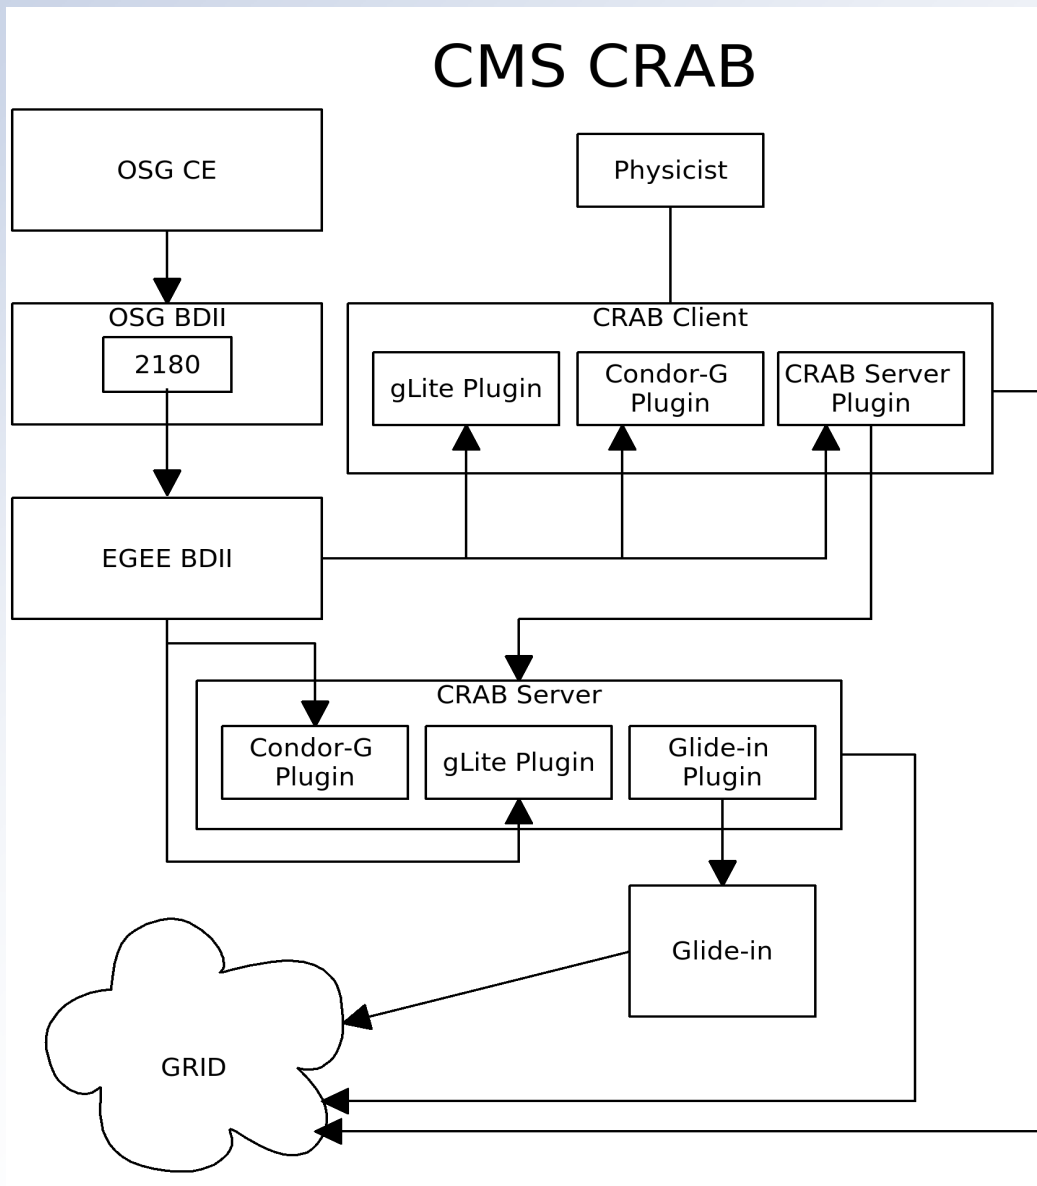 CMS CRAB
OSG CE
Physicist
OSG BDII
2180
CRAB Client
gLite Plugin
Condor-G
Plugin
CRAB Server
Plugin
EGEE BDII
CRAB Server
Condor-G
Plugin
gLite Plugin
Glide-in
Plugin
Glide-in
GRID